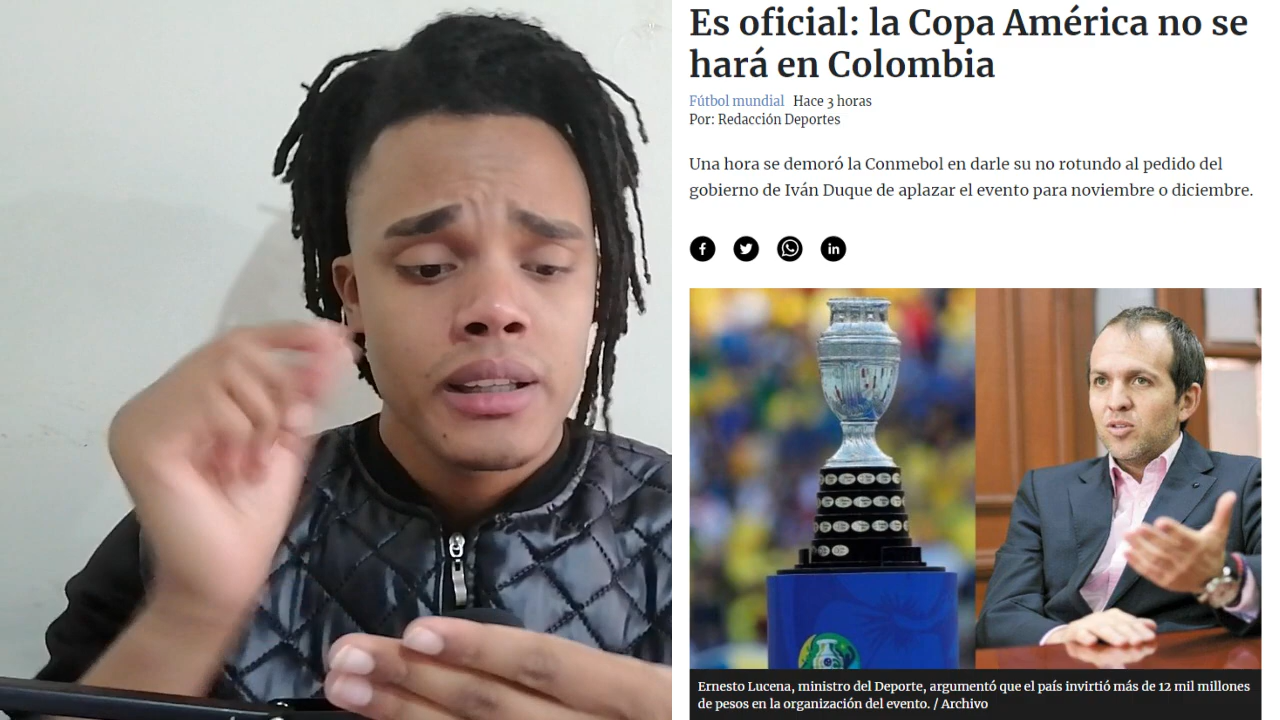 Es oficial: la Copa América no se
hará en Colombia
Fútbol mundial Hace 3 horas
Por: Redacción Deportes
Una hora se demoró la Conmebol en darle su no rotundo al pedido del
gobierno de Iván Duque de aplazar el evento para noviembre o diciembre.
Ernesto Lucena, ministro del Deporte, argumentó que el país invirtió más de 12 mil millones
de pesos en la organización del evento. / Archivo